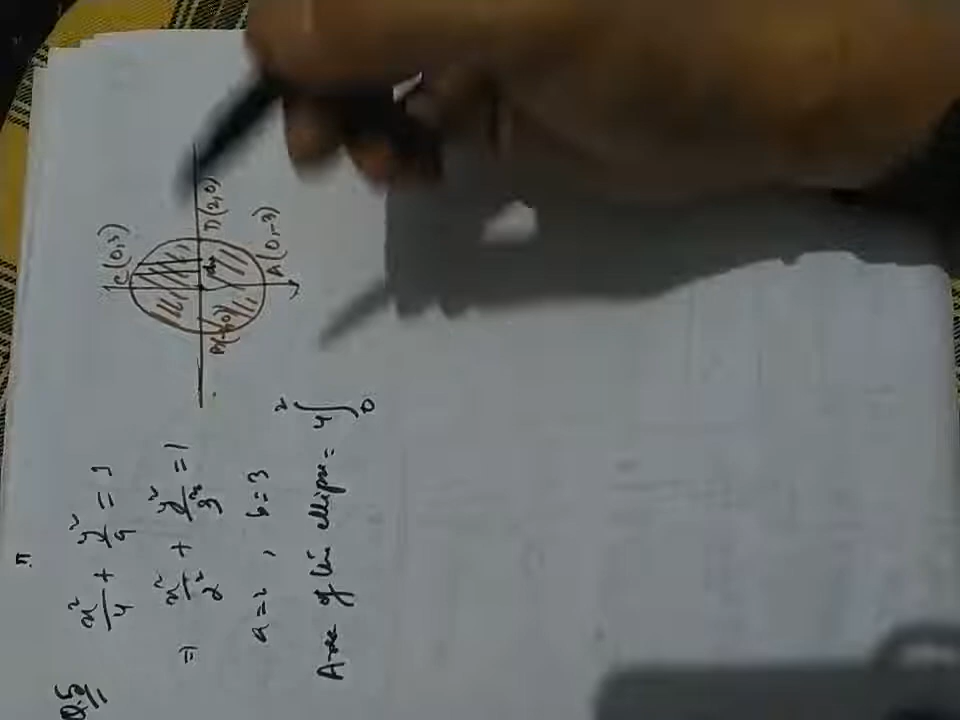 Q.5
x²/4 + y²/9 = 1
=> x²/2² + y²/3² = 1
a=2 , b=3
Area of the ellipse = 4∫₀²
C(0,3)
D(2,0)
A(0,-3)